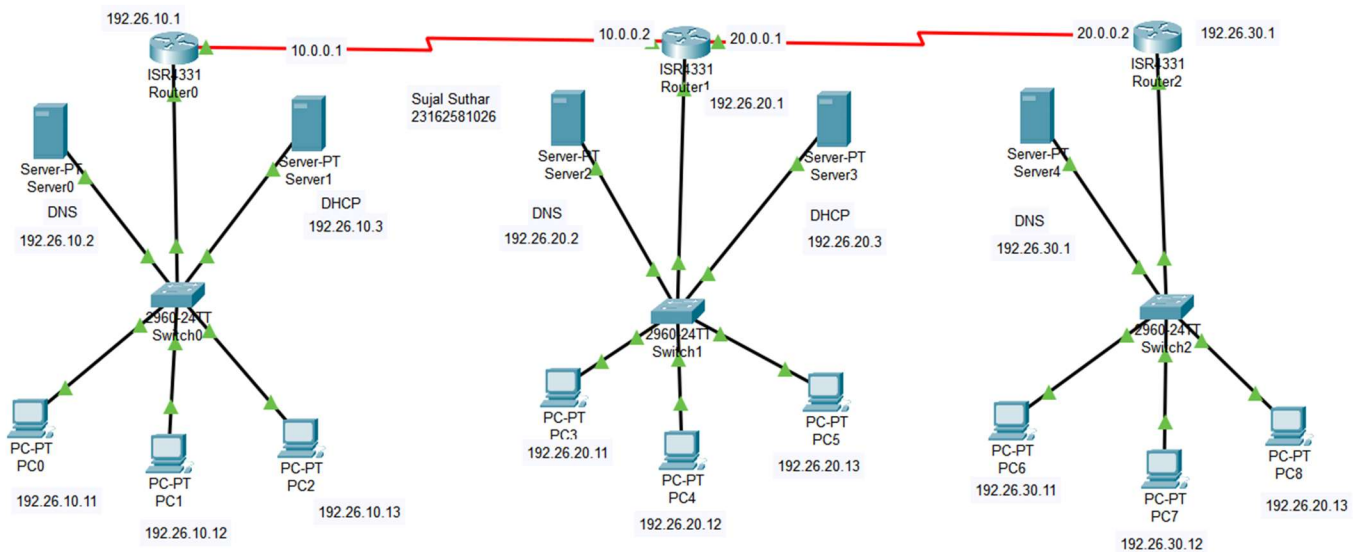 192.26.10.1
10.0.0.1
ISR4331
Router0
10.0.0.2
20.0.0.1
ISR4331
Router1
192.26.20.1
20.0.0.2
192.26.30.1
ISR4331
Router2
Sujal Suthar
23162581026
Server-PT
Server0
DNS
192.26.10.2
Server-PT
Server1
DHCP
192.26.10.3
2960-24TT
Switch0
PC-PT
PC0
192.26.10.11
PC-PT
PC1
192.26.10.12
PC-PT
PC2
192.26.10.13
Server-PT
Server2
DNS
192.26.20.2
Server-PT
Server3
DHCP
192.26.20.3
2960-24TT
Switch1
PC-PT
PC3
192.26.20.11
PC-PT
PC4
192.26.20.12
PC-PT
PC5
192.26.20.13
Server-PT
Server4
DNS
192.26.30.1
2960-24TT
Switch2
PC-PT
PC6
192.26.30.11
PC-PT
PC7
192.26.30.12
PC-PT
PC8
192.26.20.13